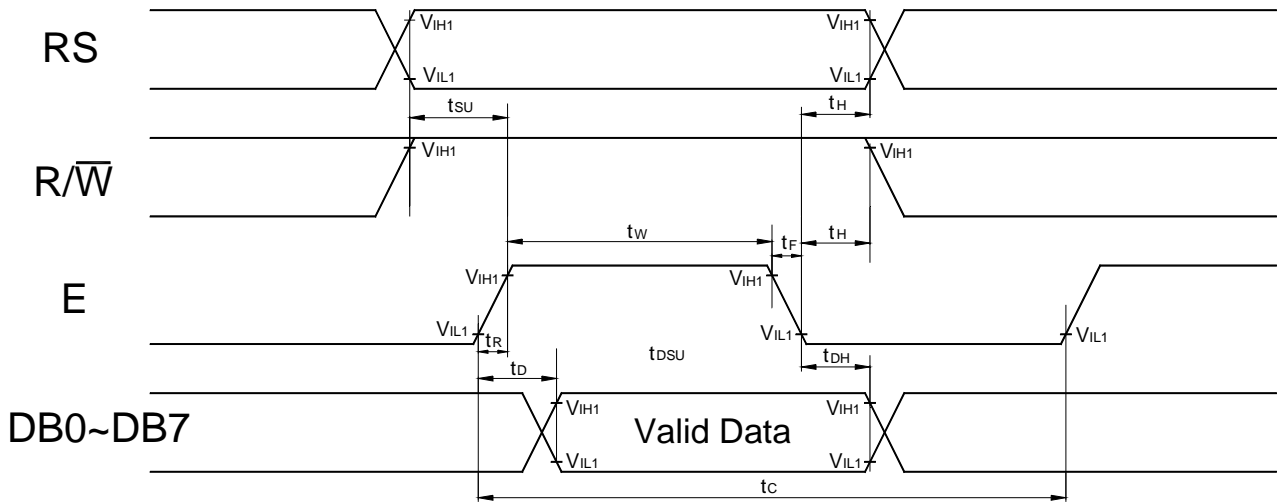 RS
VIH1 VIH1
VIL1 VIL1
tSU tH
R/W̅
VIH1 VIH1
tW tF tH
E
VIH1 VIH1
VIL1 VIL1 VIL1
tR tDSU tDH
tD
DB0~DB7
VIH1 VIH1
Valid Data
VIL1 VIL1
tC